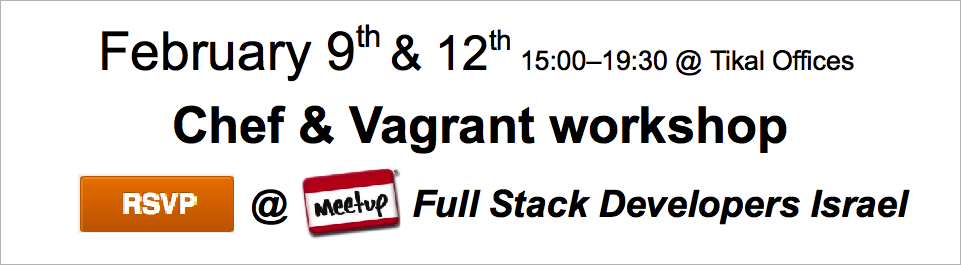 February 9th & 12th 15:00–19:30 @ Tikal Offices
Chef & Vagrant workshop
RSVP @ meetup Full Stack Developers Israel